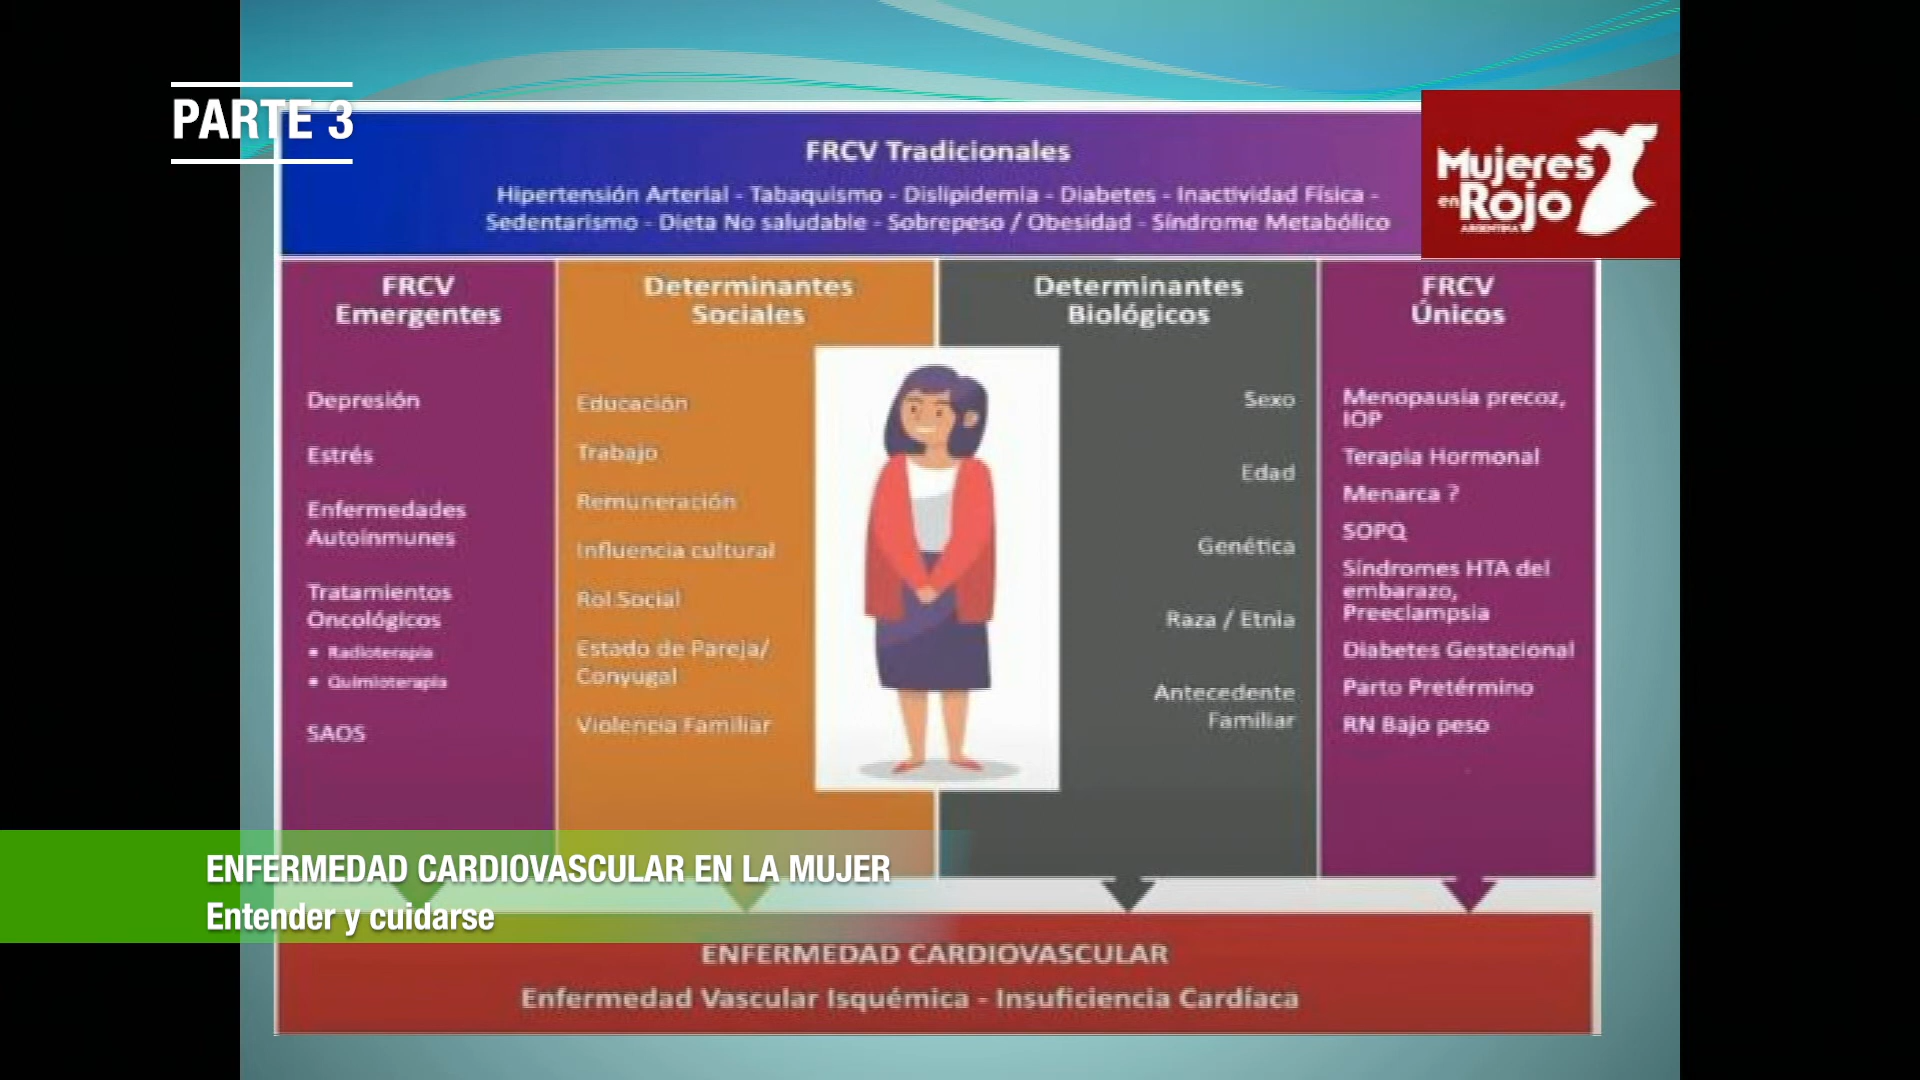 PARTE 3
FRCV Tradicionales
Hipertensión Arterial - Tabaquismo - Dislipidemia - Diabetes - Inactividad Física -
Sedentarismo - Dieta No saludable - Sobrepeso / Obesidad - Síndrome Metabólico
Mujeres
en Rojo
ARGENTINA
FRCV
Emergentes
Depresión
Estrés
Enfermedades
Autoinmunes
Tratamientos
Oncológicos
• Radioterapia
• Quimioterapia
SAOS
Determinantes
Sociales
Educación
Trabajo
Remuneración
Influencia cultural
Rol Social
Estado de Pareja/
Conyugal
Violencia Familiar
Determinantes
Biológicos
Sexo
Edad
Genética
Raza / Etnia
Antecedente
Familiar
FRCV
Únicos
Menopausia precoz,
IOP
Terapia Hormonal
Menarca ?
SOPQ
Síndromes HTA del
embarazo,
Preeclampsia
Diabetes Gestacional
Parto Pretérmino
RN Bajo peso
ENFERMEDAD CARDIOVASCULAR EN LA MUJER
Entender y cuidarse
ENFERMEDAD CARDIOVASCULAR
Enfermedad Vascular Isquémica - Insuficiencia Cardíaca